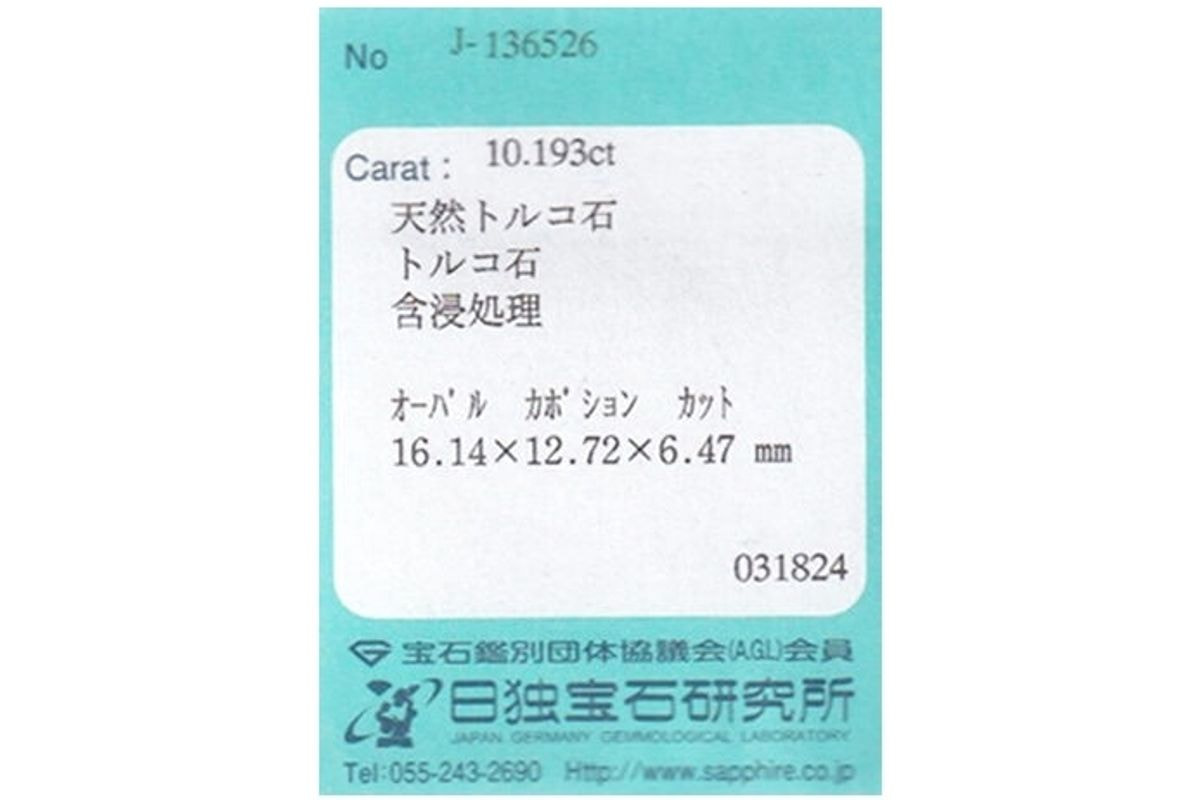 No J-136526
Carat : 10.193ct
天然トルコ石
トルコ石
含浸処理
ｵｰﾊﾞﾙ ｶﾎﾞｼｮﾝ ｶｯﾄ
16.14×12.72×6.47 ㎜
031824
宝石鑑別団体協議会(A.G.L)会員
日独宝石研究所
JAPAN GERMANY GEMMOLOGICAL LABORATORY
Tel:055-243-2690 Http://www.sapphire.co.jp